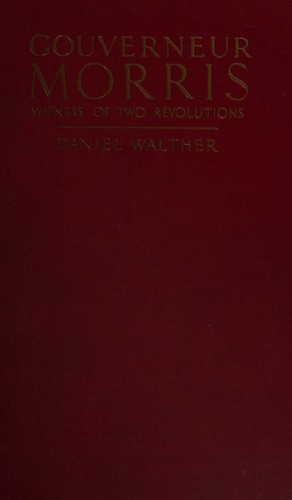 GOUVERNEUR
MORRIS
WITNESS OF TWO REVOLUTIONS
DANIEL WALTHER